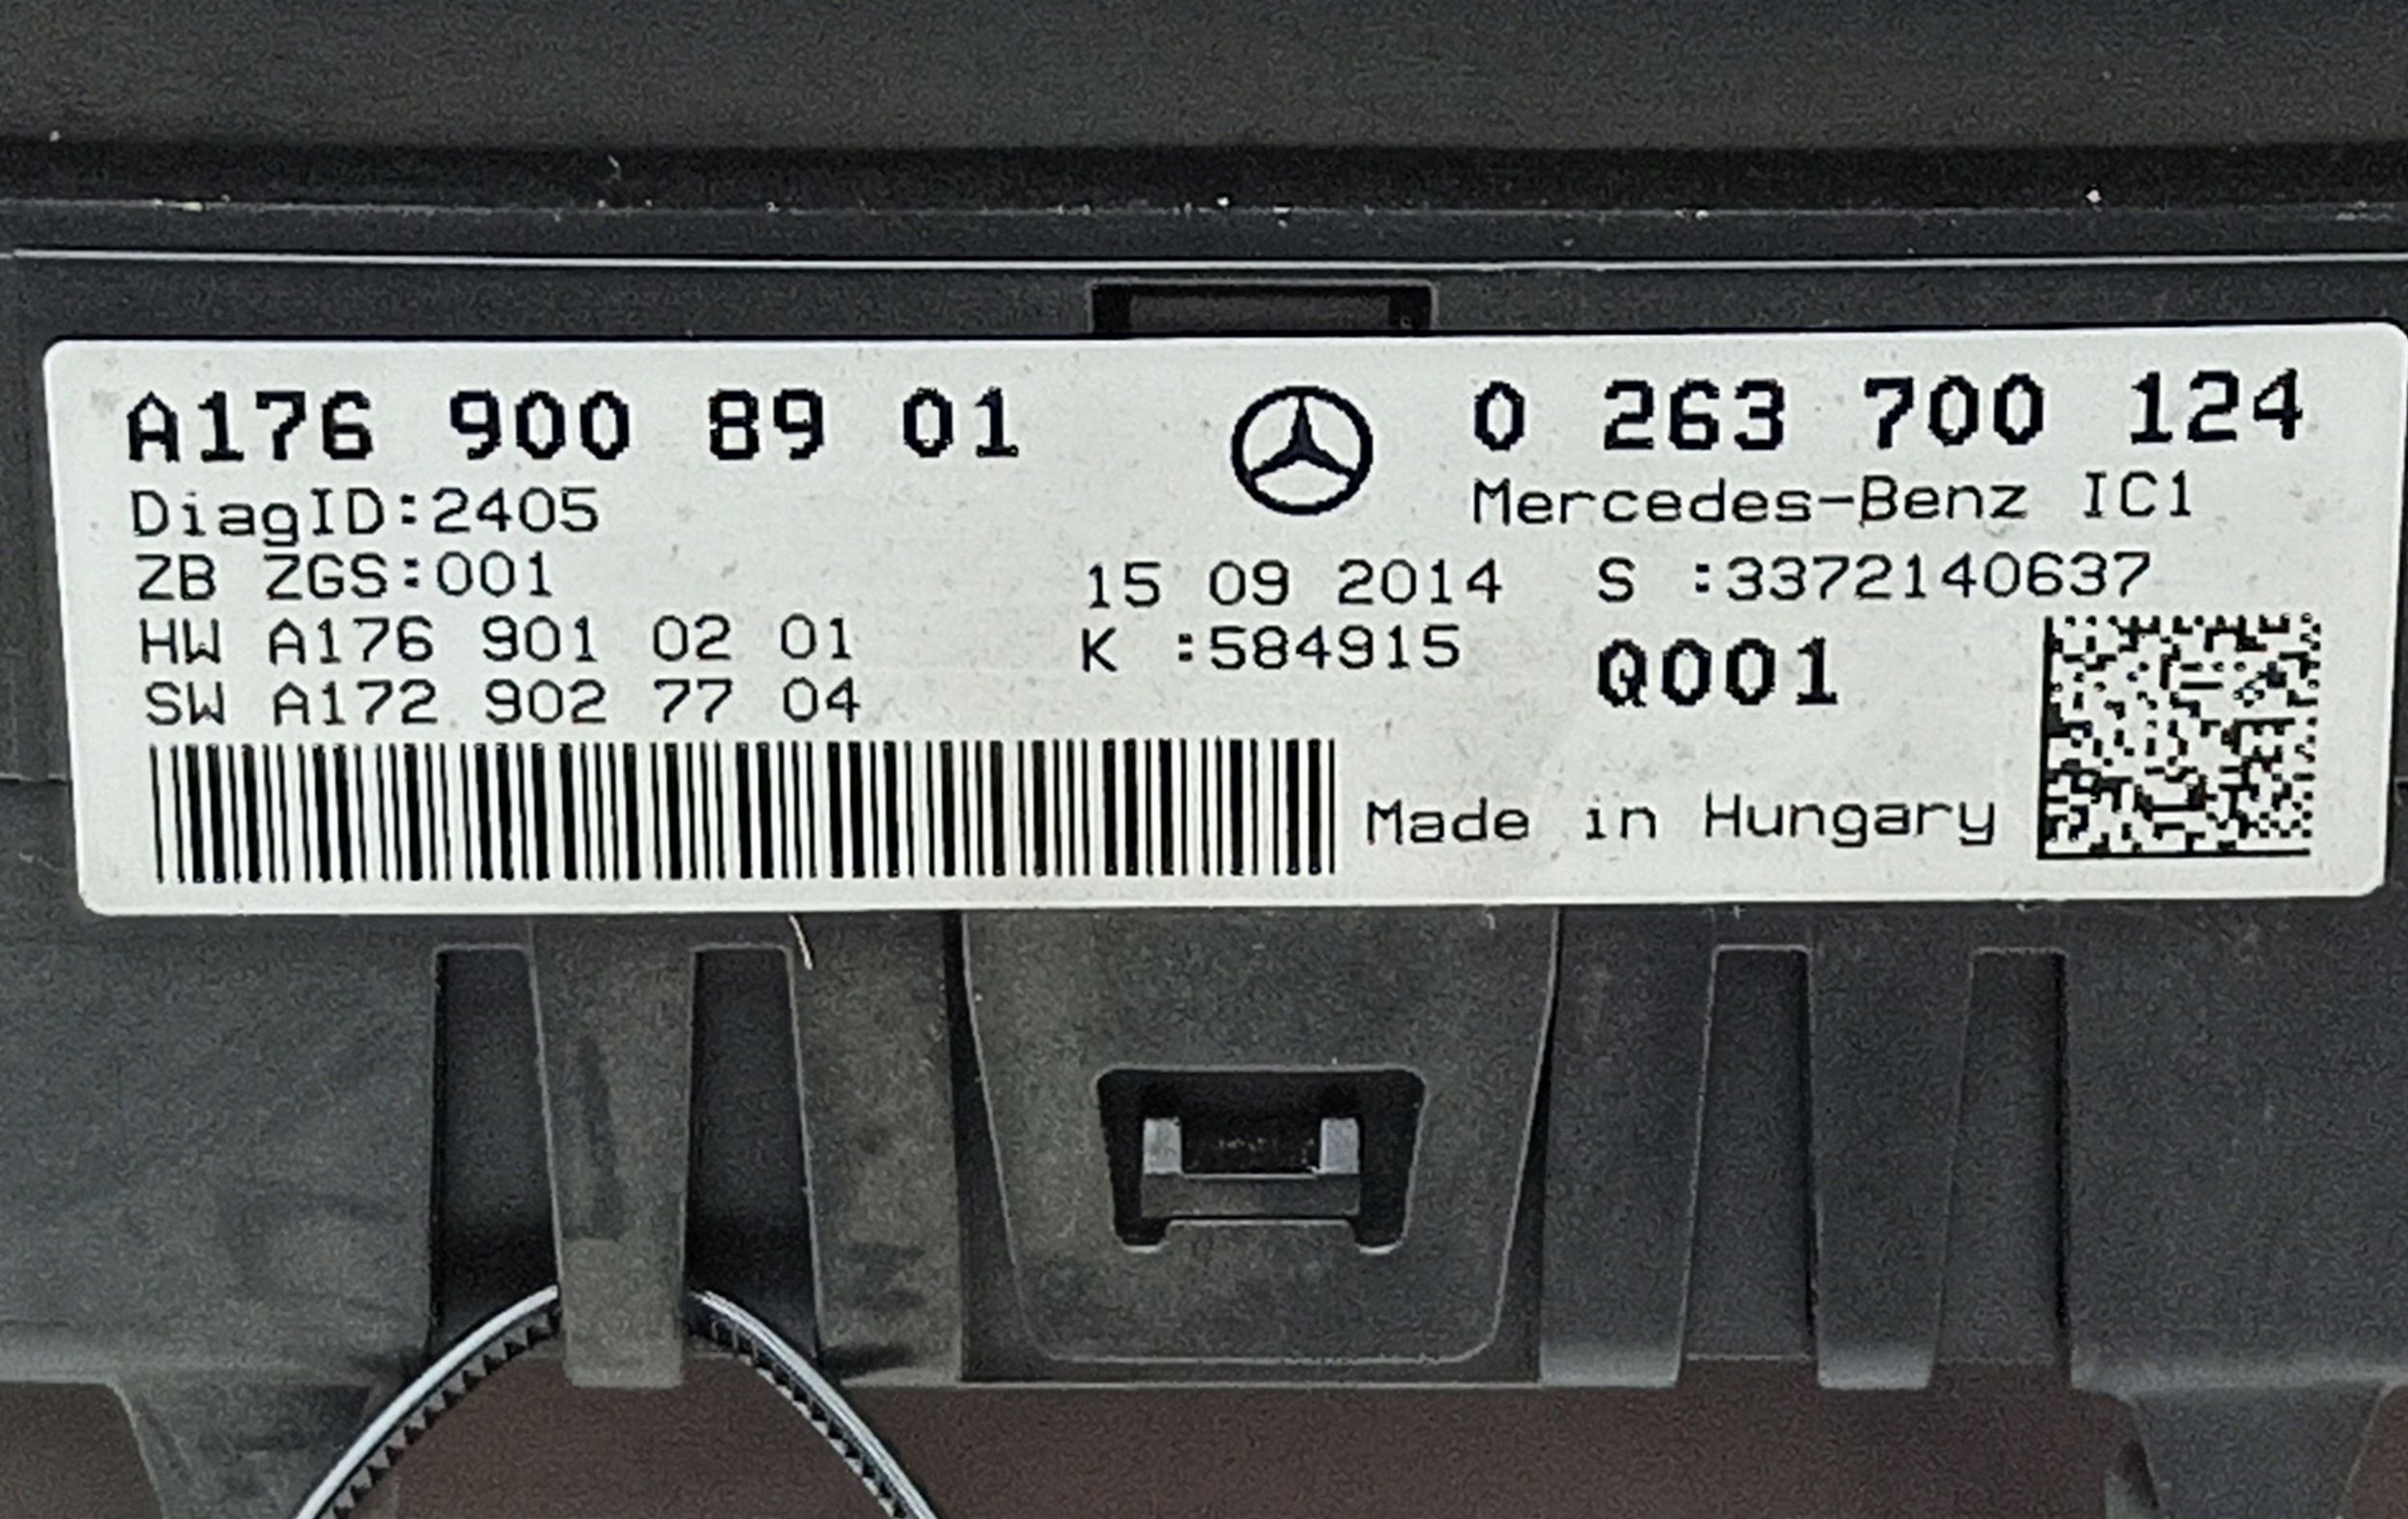 A176 900 89 01
0 263 700 124
DiagID:2405
Mercedes-Benz IC1
ZB ZGS:001
15 09 2014
S :3372140637
HW A176 901 02 01
K :584915
Q001
SW A172 902 77 04
Made in Hungary